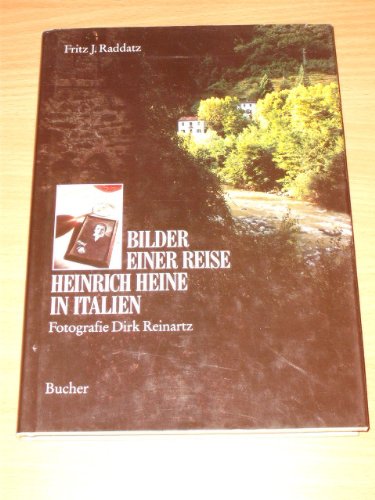 Fritz J. Raddatz
BILDER
EINER REISE
HEINRICH HEINE
IN ITALIEN
Fotografie Dirk Reinartz
Bucher